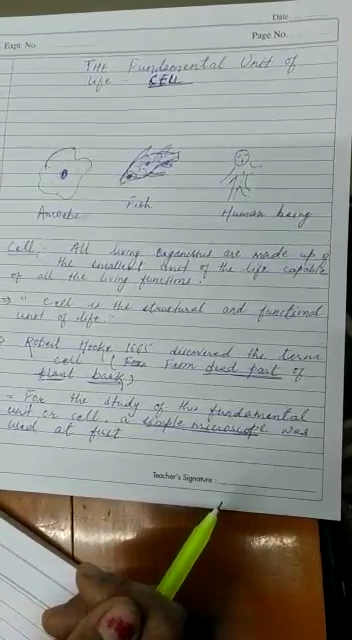 Date
Expt. No.
Page No.
THE Fundamental Unit of
life - CELL
Amoeba
Fish
Human being
Cell:- All living organisms are made up of
the smallest unit of the life capable
of all the living functions.
⇒ "Cell is the structural and functional
unit of life."
Robert Hooke 1665 discovered the term
cell ( From dead part of
plant bark)
- For the study of this fundamental
unit or cell, a simple microscope was
used at first
Teacher's Signature :